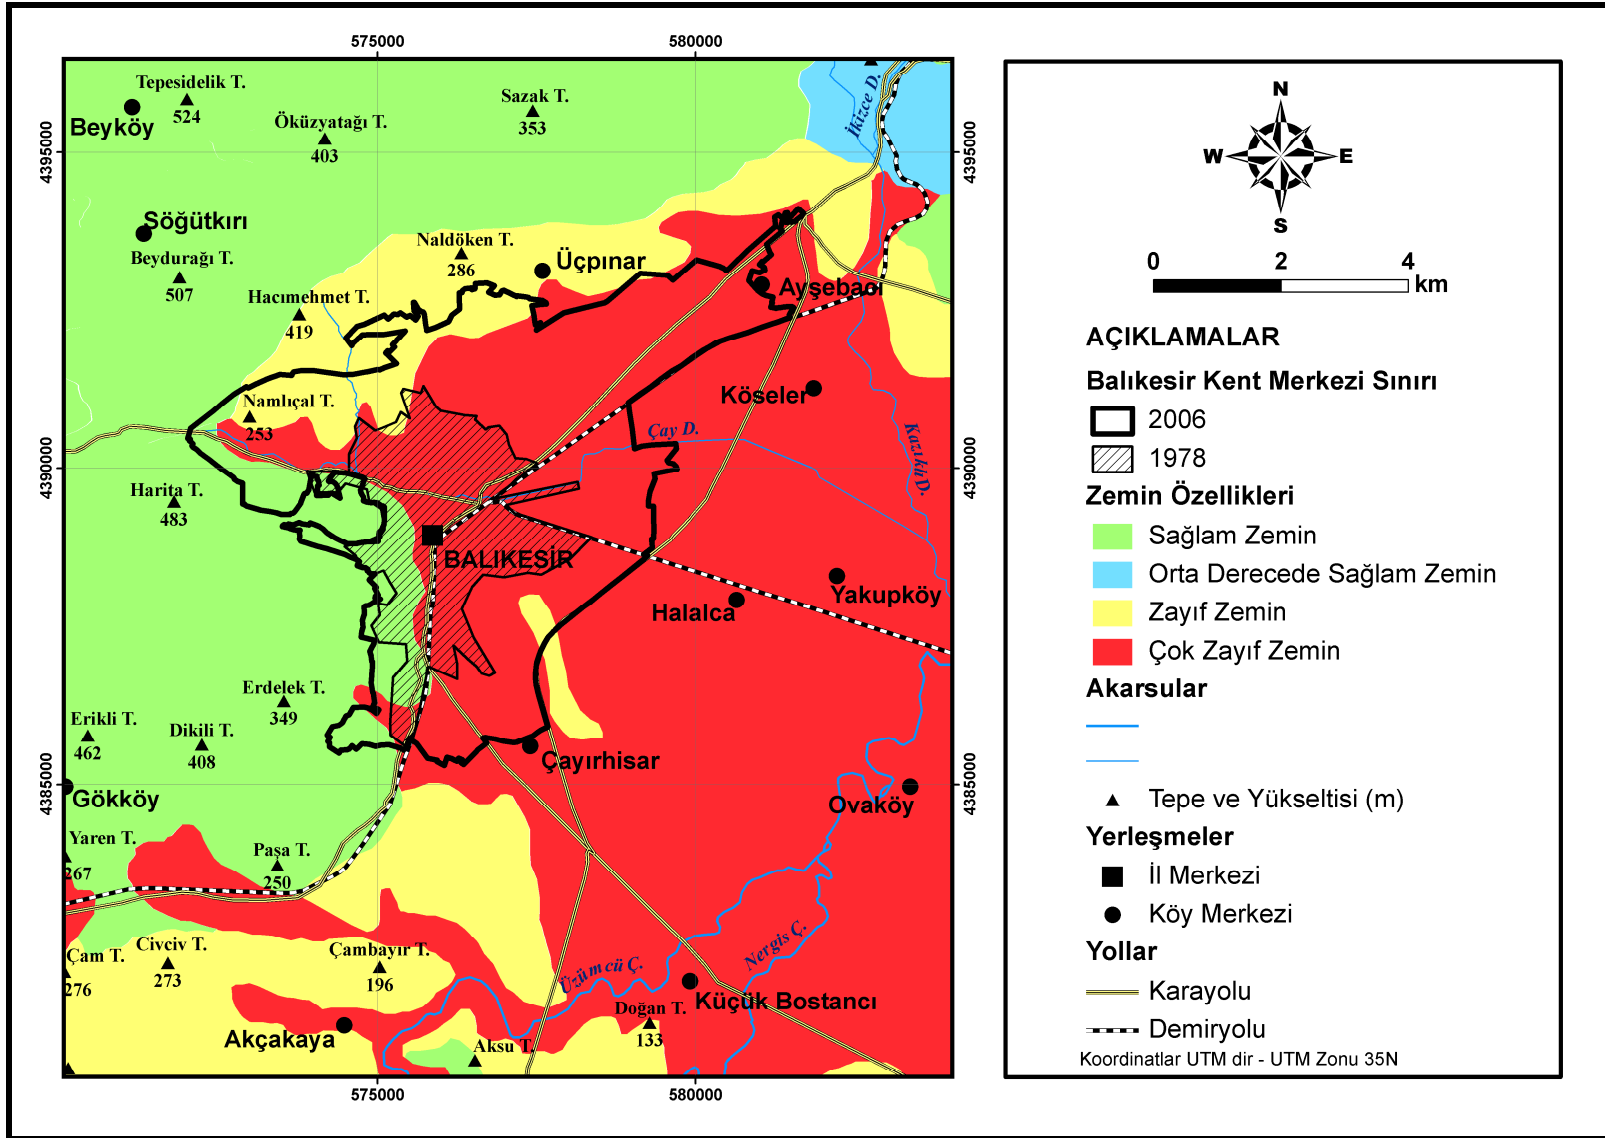 575000
580000
4395000
4395000
4390000
4390000
4385000
4385000
575000
580000
Tepesidelik T.
524
Beyköy
Öküzyatağı T.
403
Sazak T.
353
İkizce D.
Söğütkırı
Beydurağı T.
507
Naldöken T.
286
Üçpınar
Hacımehmet T.
419
Ayşebacı
Namlıçal T.
253
Köseler
Çay D.
Kazıklı D.
Harita T.
483
BALIKESİR
Halalca
Yakupköy
Erdelek T.
349
Erikli T.
462
Dikili T.
408
Çayırhisar
Gökköy
Ovaköy
Yaren T.
267
Paşa T.
250
Çam T.
276
Civciv T.
273
Çambayır T.
196
Üzümcü Ç.
Nergis Ç.
Küçük Bostancı
Doğan T.
133
Akçakaya
Aksu T.
N
W
E
S
0 2 4
km
AÇIKLAMALAR
Balıkesir Kent Merkezi Sınırı
2006
1978
Zemin Özellikleri
Sağlam Zemin
Orta Derecede Sağlam Zemin
Zayıf Zemin
Çok Zayıf Zemin
Akarsular
Tepe ve Yükseltisi (m)
Yerleşmeler
İl Merkezi
Köy Merkezi
Yollar
Karayolu
Demiryolu
Koordinatlar UTM dir - UTM Zonu 35N